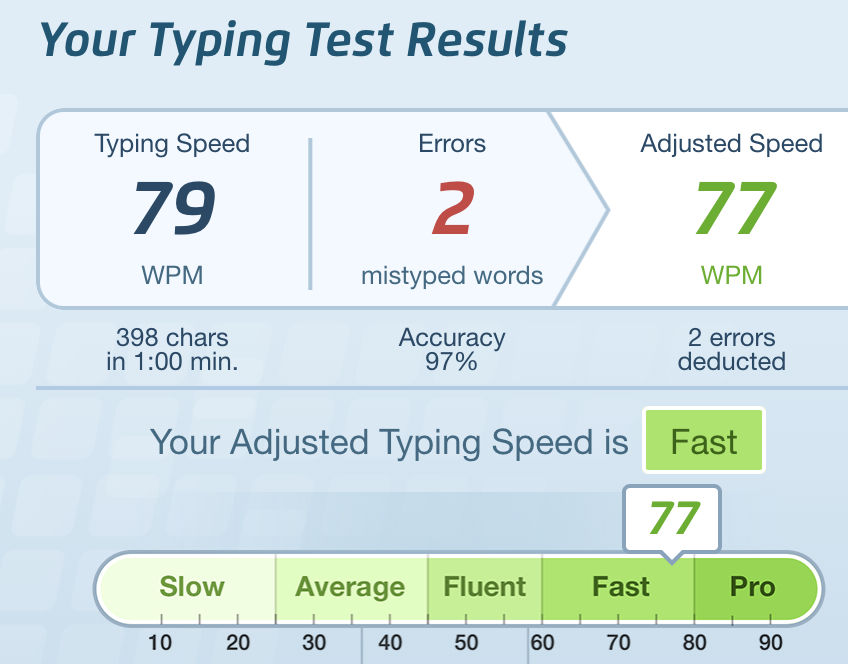 Your Typing Test Results
Typing Speed
79
WPM
Errors
2
mistyped words
Adjusted Speed
77
WPM
398 chars
in 1:00 min.
Accuracy
97%
2 errors
deducted
Your Adjusted Typing Speed is Fast
77
Slow Average Fluent Fast Pro
10 20 30 40 50 60 70 80 90